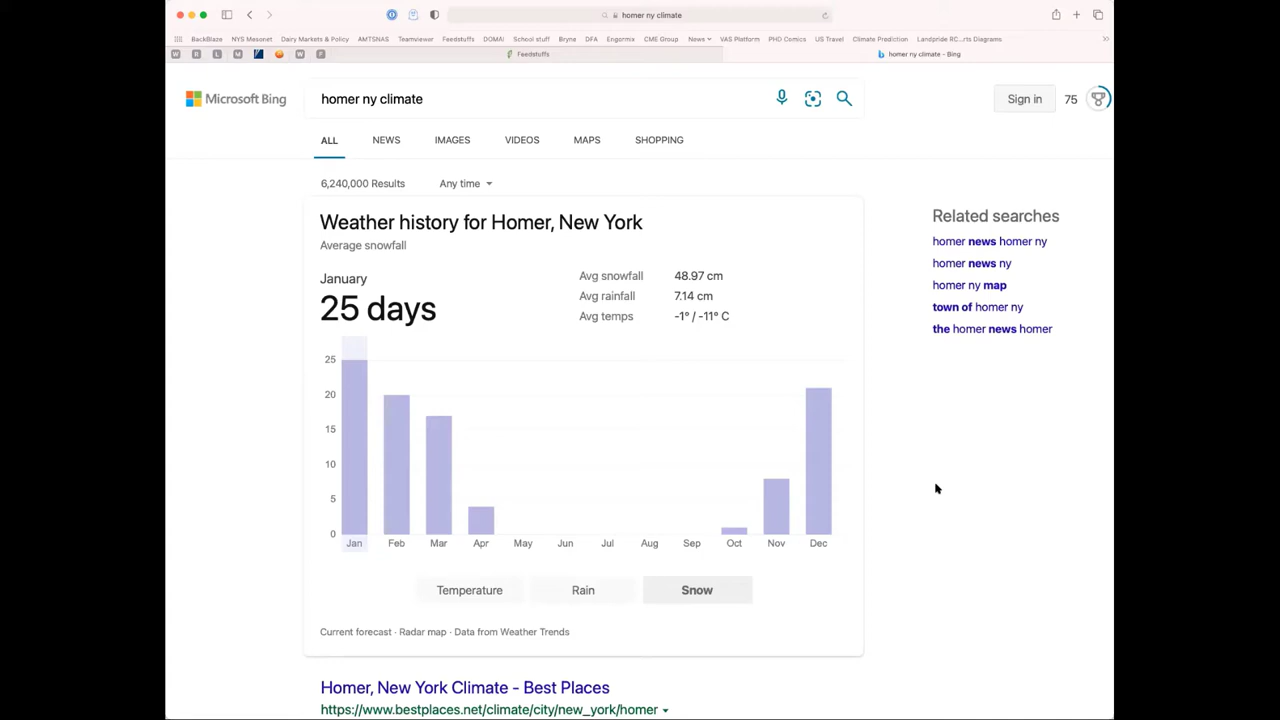 homer ny climate
BackBlaze NYS Mesonet Dairy Markets & Policy AMTSNAS Teamviewer Feedstuffs DOMAI School stuff Bryne DFA Engormix CME Group News VAS Platform PHD Comics US Travel Climate Prediction Landpride RC...rts Diagrams
W B L M W F Feedstuffs homer ny climate - Bing
Microsoft Bing homer ny climate Sign in 75
ALL NEWS IMAGES VIDEOS MAPS SHOPPING
6,240,000 Results Any time
Weather history for Homer, New York
Average snowfall
January
25 days
Avg snowfall 48.97 cm
Avg rainfall 7.14 cm
Avg temps -1° / -11° C
25
20
15
10
5
0
Jan Feb Mar Apr May Jun Jul Aug Sep Oct Nov Dec
Temperature Rain Snow
Current forecast · Radar map · Data from Weather Trends
Homer, New York Climate - Best Places
https://www.bestplaces.net/climate/city/new_york/homer
Related searches
homer news homer ny
homer news ny
homer ny map
town of homer ny
the homer news homer